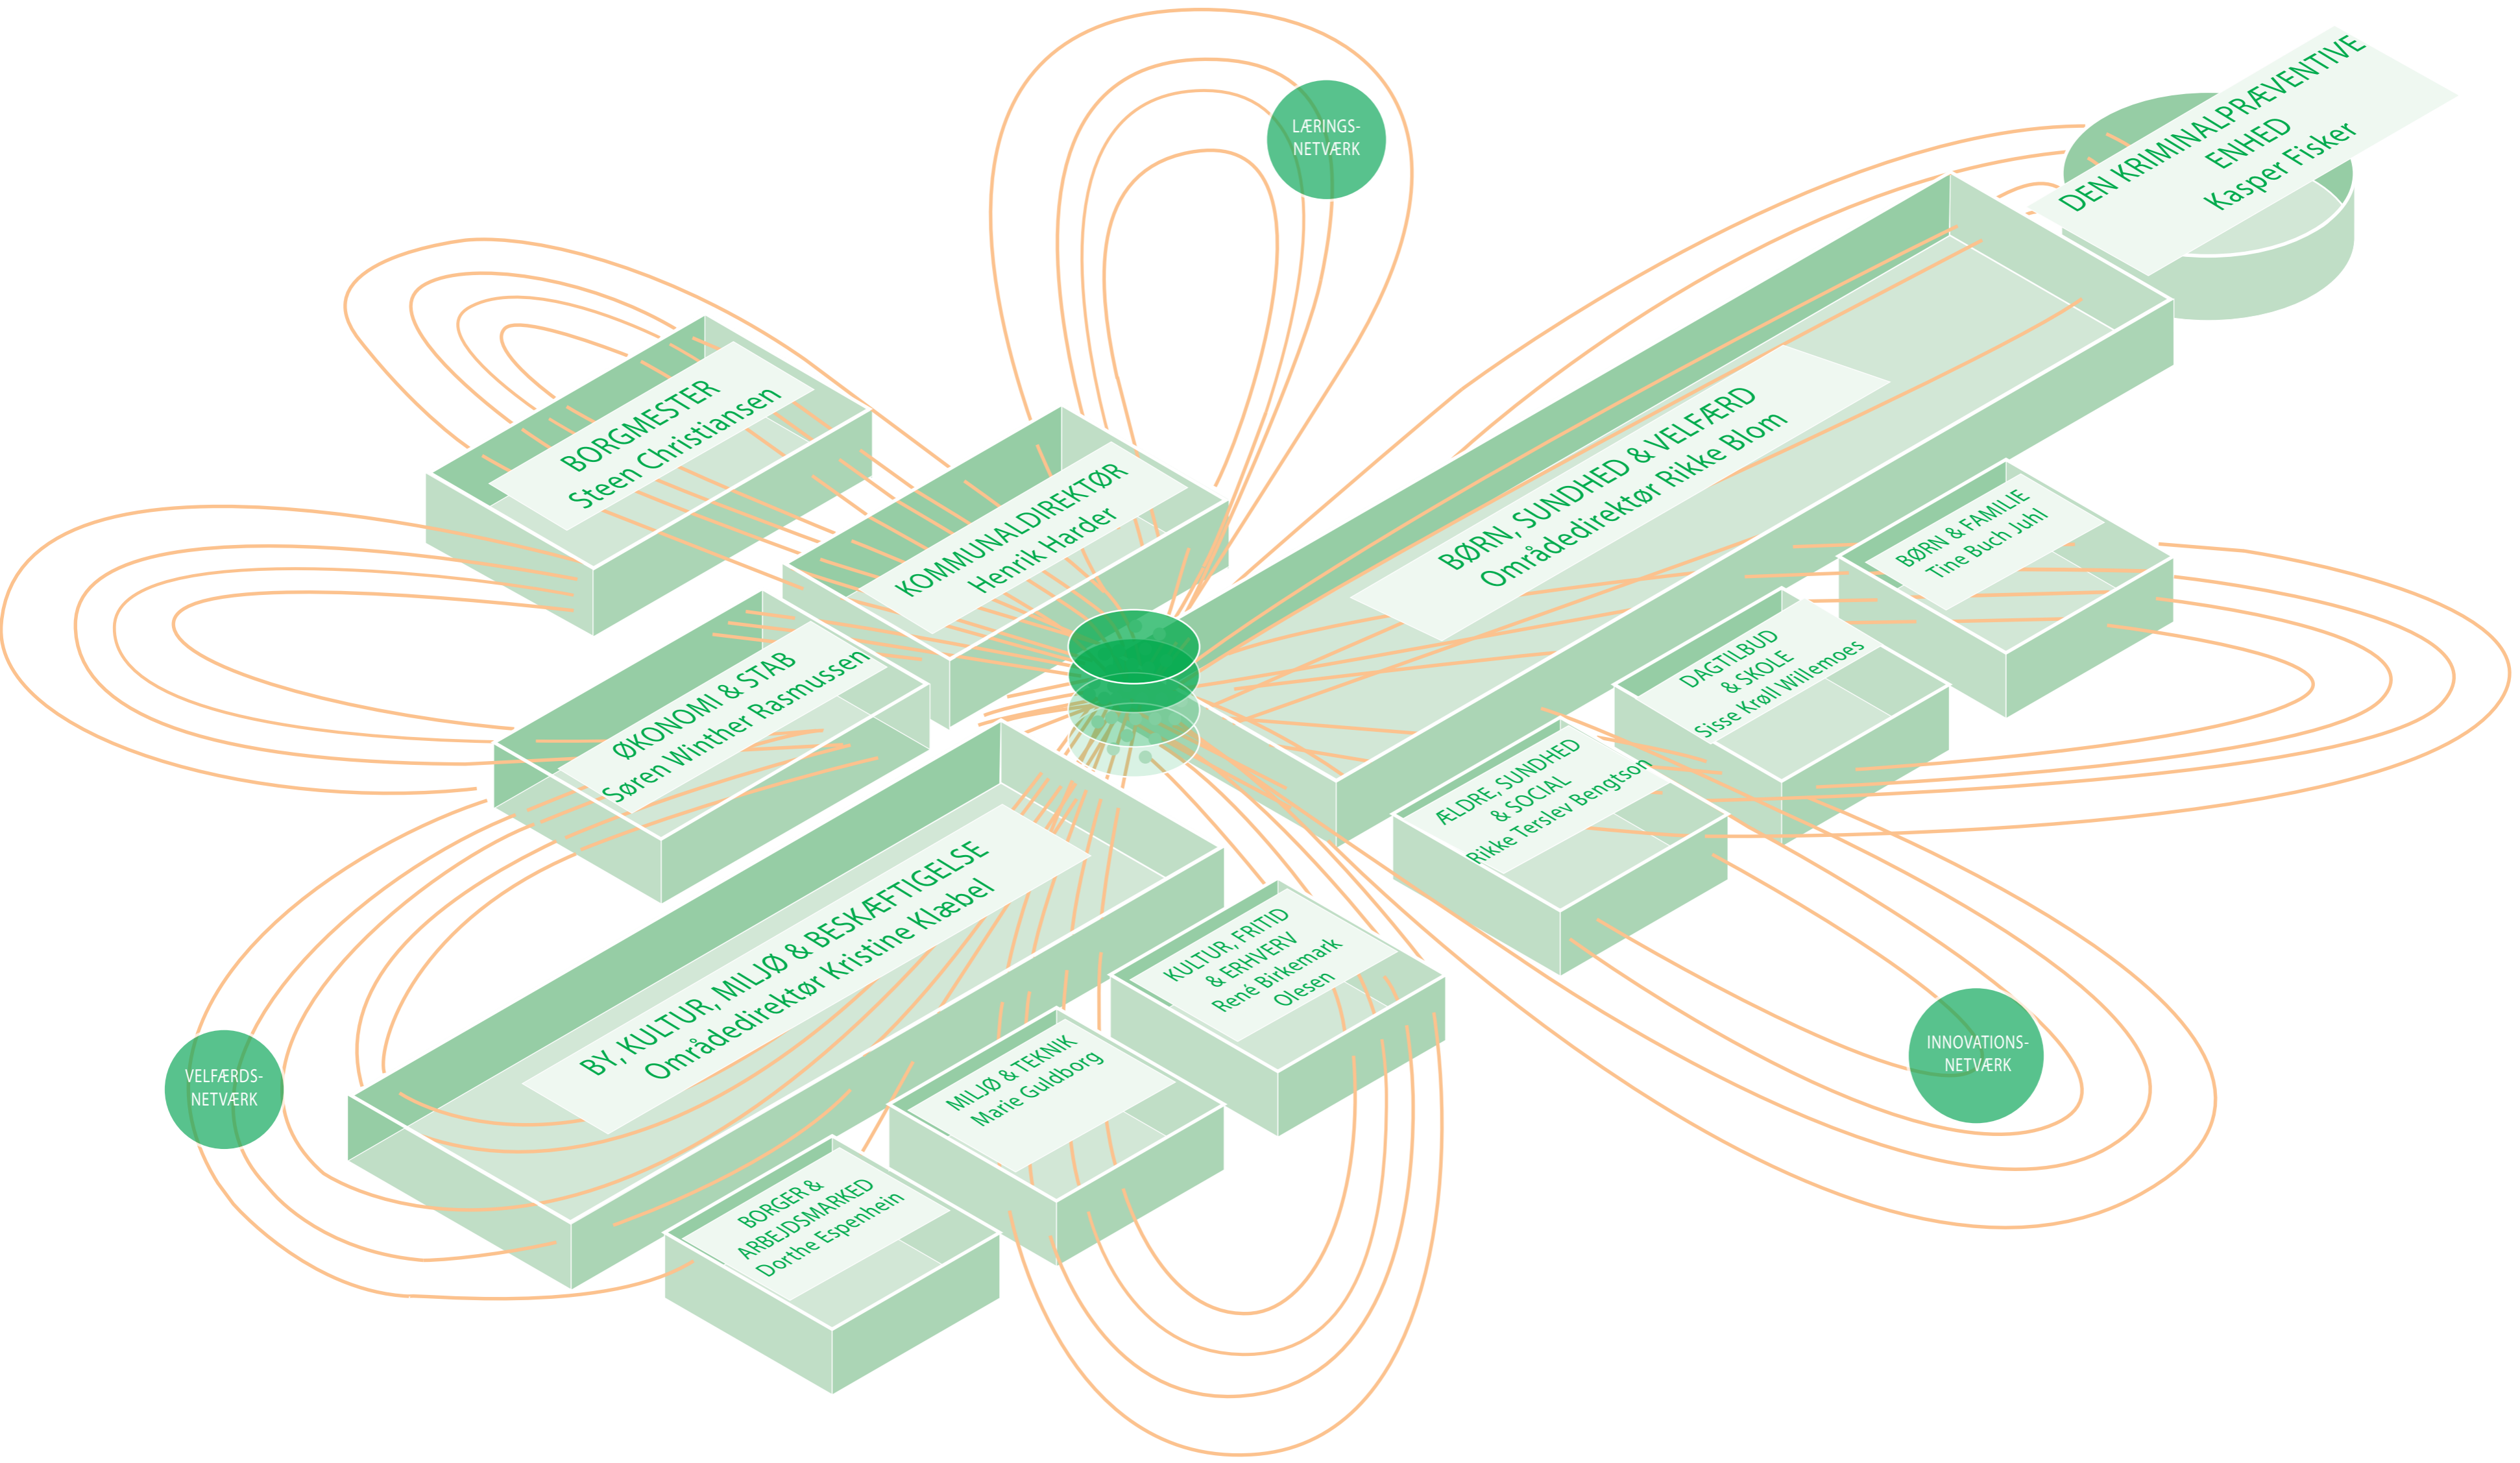 LÆRINGS-
NETVÆRK
DEN KRIMINALPRÆVENTIVE
ENHED
Kasper Fisker
BORGMESTER
Steen Christiansen
KOMMUNALDIREKTØR
Henrik Harder
BØRN, SUNDHED & VELFÆRD
Områdedirektør Rikke Blom
BØRN & FAMILIE
Tine Buch Juhl
DAGTILBUD
& SKOLE
Sisse Krøll Willemoes
ÆLDRE, SUNDHED
& SOCIAL
Rikke Terslev Bengtson
ØKONOMI & STAB
Søren Winther Rasmussen
BY, KULTUR, MILJØ & BESKÆFTIGELSE
Områdedirektør Kristine Klæbel
KULTUR, FRITID
& ERHVERV
René Birkemark
Olesen
MILJØ & TEKNIK
Marie Guldborg
BORGER &
ARBEJDSMARKED
Dorthe Espenhein
VELFÆRDS-
NETVÆRK
INNOVATIONS-
NETVÆRK